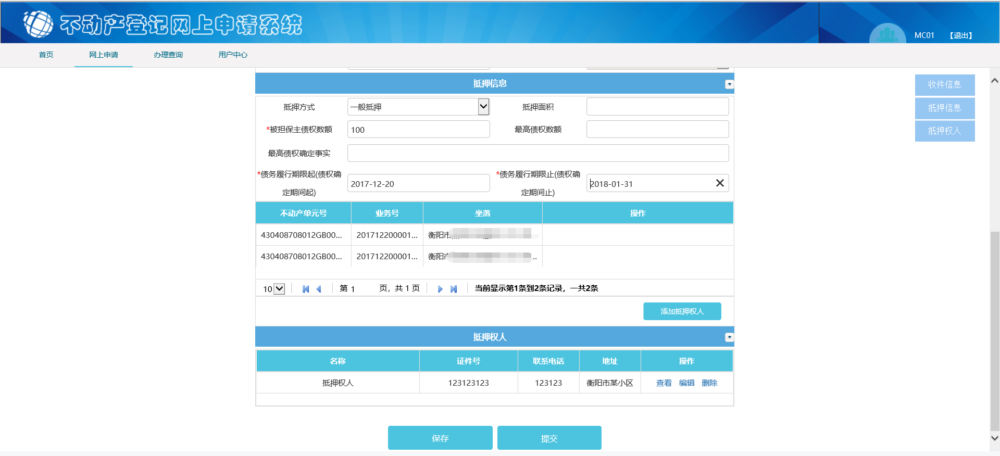 不动产登记网上申请系统
MC01 【退出】
首页 网上申请 办理查询 用户中心
抵押信息
收件信息
抵押信息
抵押权人
抵押方式 一般抵押 抵押面积
*被担保主债权数额 100 最高债权数额
最高债权确定事实
*债务履行期限起(债权确定期间起) 2017-12-20 *债务履行期限止(债权确定期间止) 2018-01-31
不动产单元号 业务号 坐落 操作
430408708012GB00... 201712200001... 衡阳市
430408708012GB00... 201712200001... 衡阳市 ..
10 第 1 页，共 1 页 当前显示第1条到2条记录，一共2条
添加抵押权人
抵押权人
名称 证件号 联系电话 地址 操作
抵押权人 123123123 123123 衡阳市某小区 查看 编辑 删除
保存 提交